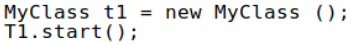 MyClass t1 = new MyClass ();
T1.start();